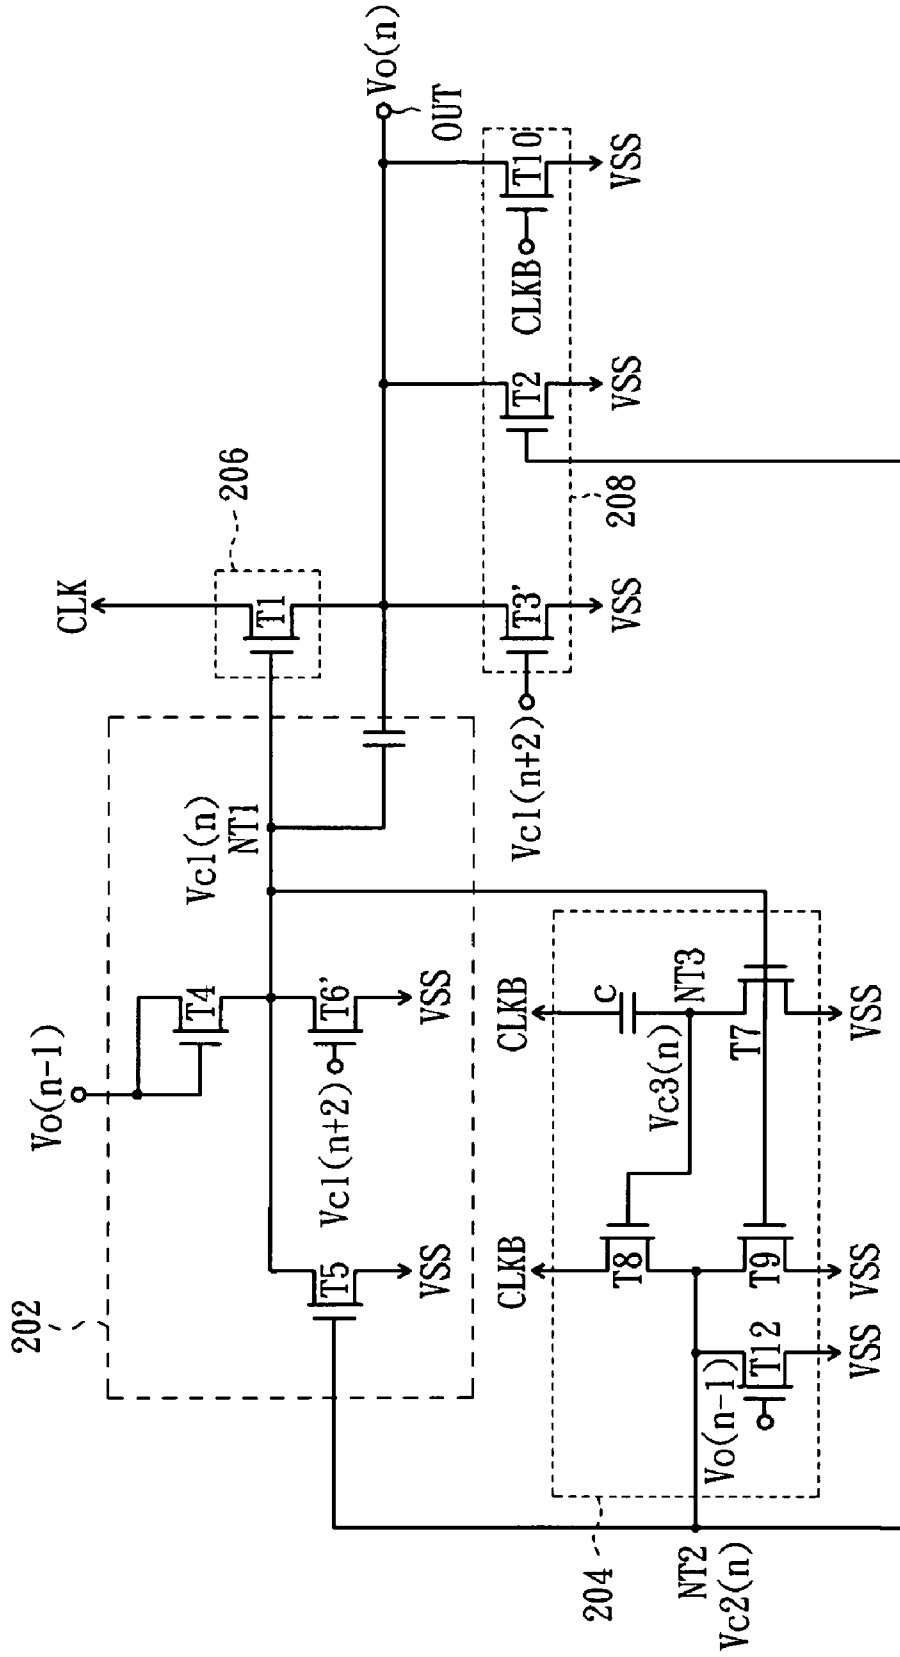 202
Vo(n-1)
CLK
T4
Vc1(n)
NT1
206
T1
T5
Vc1(n+2)
T6'
Vo(n)
VSS
VSS
OUT
CLKB
CLKB
Vc1(n+2)
T3'
T2
CLKB
T10
204
T8
c
208
VSS
VSS
VSS
Vc3(n)
NT3
NT2
Vc2(n)
Vo(n-1)
T12
T9
T7
VSS
VSS
VSS